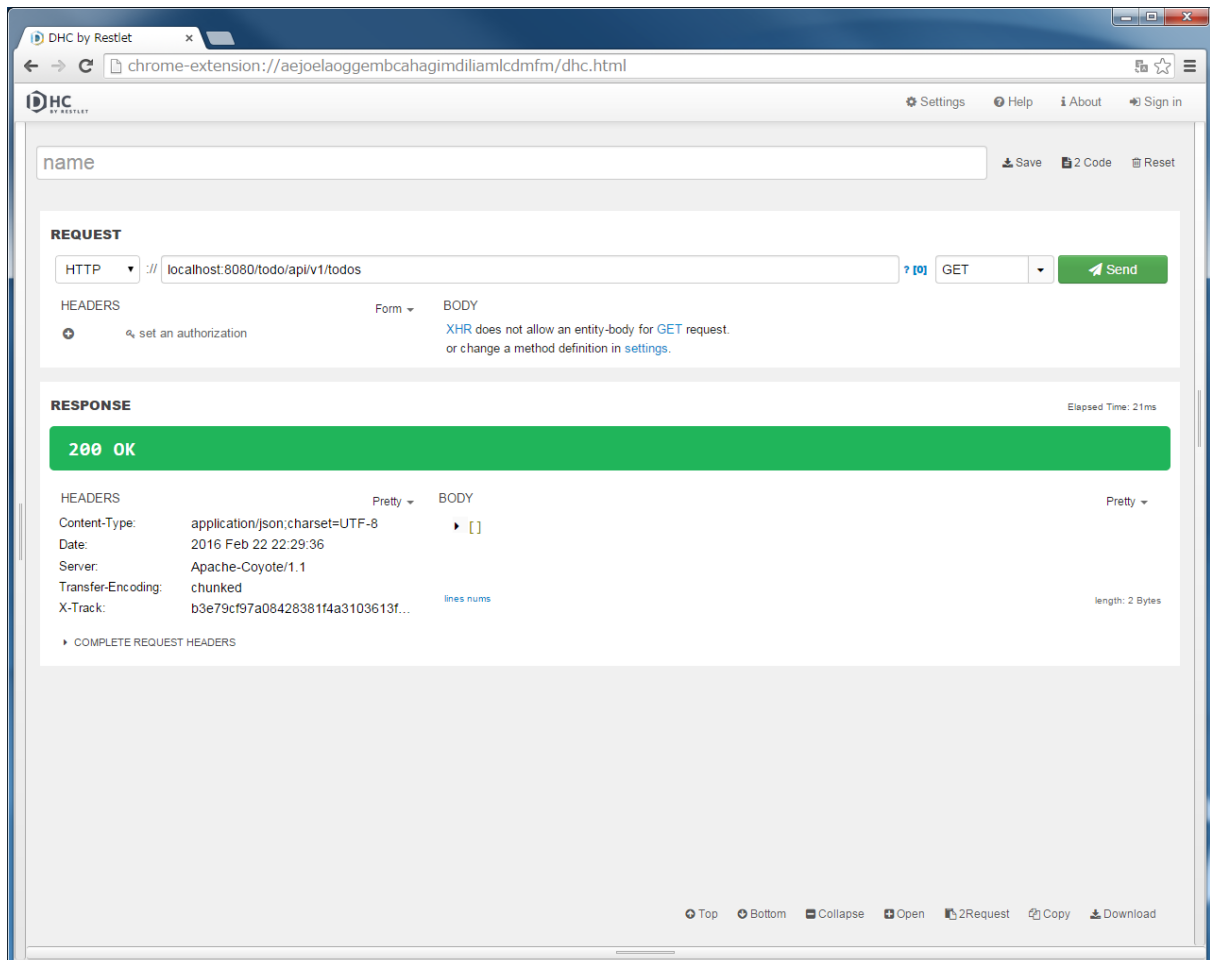 DHC by Restlet
chrome-extension://aejoelaoggembcahagimdiliamlcdmfm/dhc.html
DHC
BY RESTLET
Settings Help About Sign in
name
Save 2 Code Reset
REQUEST
HTTP :// localhost:8080/todo/api/v1/todos ? [0] GET Send
HEADERS Form BODY
set an authorization XHR does not allow an entity-body for GET request.
or change a method definition in settings.
RESPONSE
Elapsed Time: 21ms
200 OK
HEADERS Pretty BODY Pretty
Content-Type: application/json;charset=UTF-8 []
Date: 2016 Feb 22 22:29:36
Server: Apache-Coyote/1.1
Transfer-Encoding: chunked
lines nums length: 2 Bytes
X-Track: b3e79cf97a08428381f4a3103613f...
COMPLETE REQUEST HEADERS
Top Bottom Collapse Open 2Request Copy Download